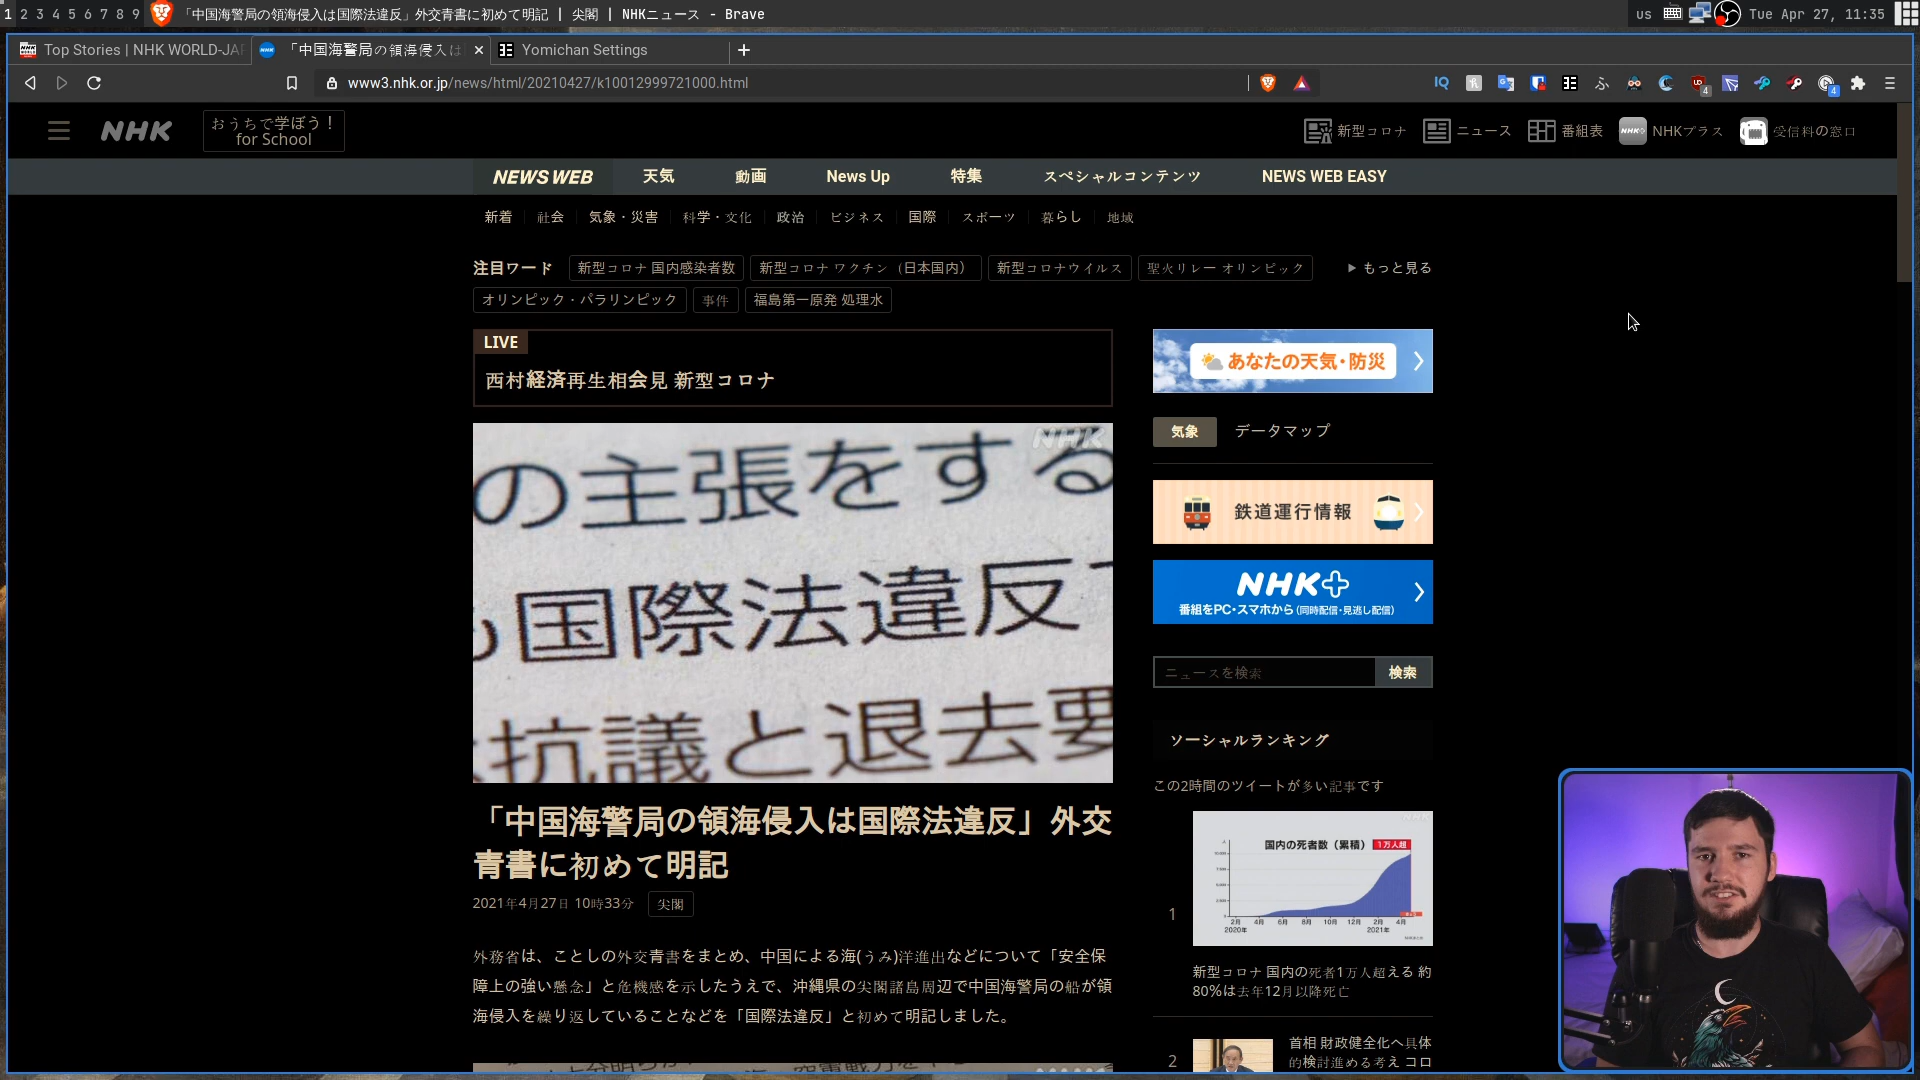 1 2 3 4 5 6 7 8 9 「中国海警局の領海侵入は国際法違反」外交青書に初めて明記 | 尖閣 | NHKニュース - Brave us Tue Apr 27, 11:35
Top Stories | NHK WORLD-JAP 「中国海警局の領海侵入は Yomichan Settings
www3.nhk.or.jp/news/html/20210427/k10012999721000.html
NHK おうちで学ぼう！
for School
新型コロナ ニュース 番組表 NHKプラス 受信料の窓口
NEWS WEB 天気 動画 News Up 特集 スペシャルコンテンツ NEWS WEB EASY
新着 社会 気象・災害 科学・文化 政治 ビジネス 国際 スポーツ 暮らし 地域
注目ワード 新型コロナ 国内感染者数 新型コロナ ワクチン（日本国内） 新型コロナウイルス 聖火リレー オリンピック もっと見る
オリンピック・パラリンピック 事件 福島第一原発 処理水
LIVE
西村経済再生相会見 新型コロナ
NHK
の主張をする
国際法違反
抗議と退去要
「中国海警局の領海侵入は国際法違反」外交
青書に初めて明記
2021年4月27日 10時33分 尖閣
外務省は、ことしの外交青書をまとめ、中国による海(うみ)洋進出などについて「安全保
障上の強い懸念」と危機感を示したうえで、沖縄県の尖閣諸島周辺で中国海警局の船が領
海侵入を繰り返していることなどを「国際法違反」と初めて明記しました。
あなたの天気・防災
気象 データマップ
鉄道運行情報
NHK+
番組をPC・スマホから(同時配信・見逃し配信)
ニュースを検索 検索
ソーシャルランキング
この2時間のツイートが多い記事です
1
国内の死者数（累積） 1万人超
2月 4月 6月 8月 10月 12月 2月 4月
2020年 2021年
新型コロナ 国内の死者1万人超える 約
80%は去年12月以降死亡
2
首相 財政健全化へ具体
的検討進める考え コロ